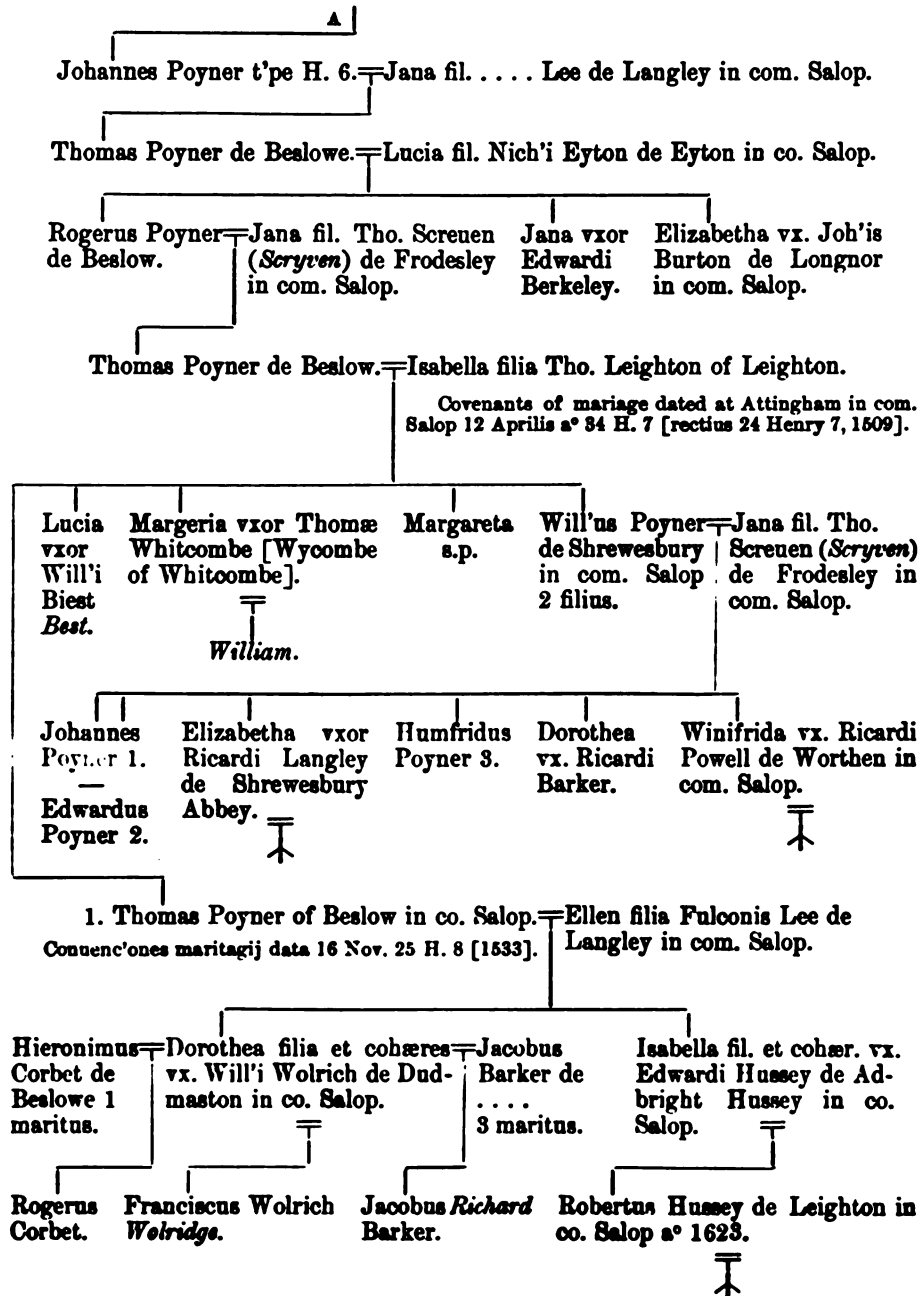 A
Johannes Poyner t'pe H. 6. Jana fil. . . . . . Lee de Langley in com. Salop.
Thomas Poyner de Beslowe. Lucia fil. Nich'i Eyton de Eyton in co. Salop.
Rogerus Poyner
de Beslow.
Jana fil. Tho. Screuen
(Scryven) de Frodesley
in com. Salop.
Jana vxor
Edwardi
Berkeley.
Elizabetha vx. Joh'is
Burton de Longnor
in com. Salop.
Thomas Poyner de Beslow. Isabella filia Tho. Leighton of Leighton.
Covenants of mariage dated at Attingham in com.
Salop 12 Aprilis a° 34 H. 7 [rectius 24 Henry 7, 1509].
Lucia
vxor
Will'i
Biest
Best.
Margeria vxor Thomæ
Whitcombe [Wycombe
of Whitcombe].
William.
Margareta
s.p.
Will'us Poyner
de Shrewesbury
in com. Salop
2 filius.
Jana fil. Tho.
Screuen (Scryven)
de Frodesley in
com. Salop.
Johannes
Poyner 1.
—
Edwardus
Poyner 2.
Elizabetha vxor
Ricardi Langley
de Shrewesbury
Abbey.
Humfridus
Poyner 3.
Dorothea
vx. Ricardi
Barker.
Winifrida vx. Ricardi
Powell de Worthen in
com. Salop.
1. Thomas Poyner of Beslow in co. Salop.
Conuenc'ones maritagij data 16 Nov. 25 H. 8 [1533].
Ellen filia Fulconis Lee de
Langley in com. Salop.
Hieronimus
Corbet de
Beslowe 1
maritus.
Dorothea filia et cohæres
vx. Will'i Wolrich de Dud-
maston in co. Salop.
Jacobus
Barker de
. . . .
3 maritus.
Isabella fil. et cohær. vx.
Edwardi Hussey de Ad-
bright Hussey in co.
Salop.
Rogerus
Corbet.
Franciscus Wolrich
Wolridge.
Jacobus Richard
Barker.
Robertus Hussey de Leighton in
co. Salop a° 1623.